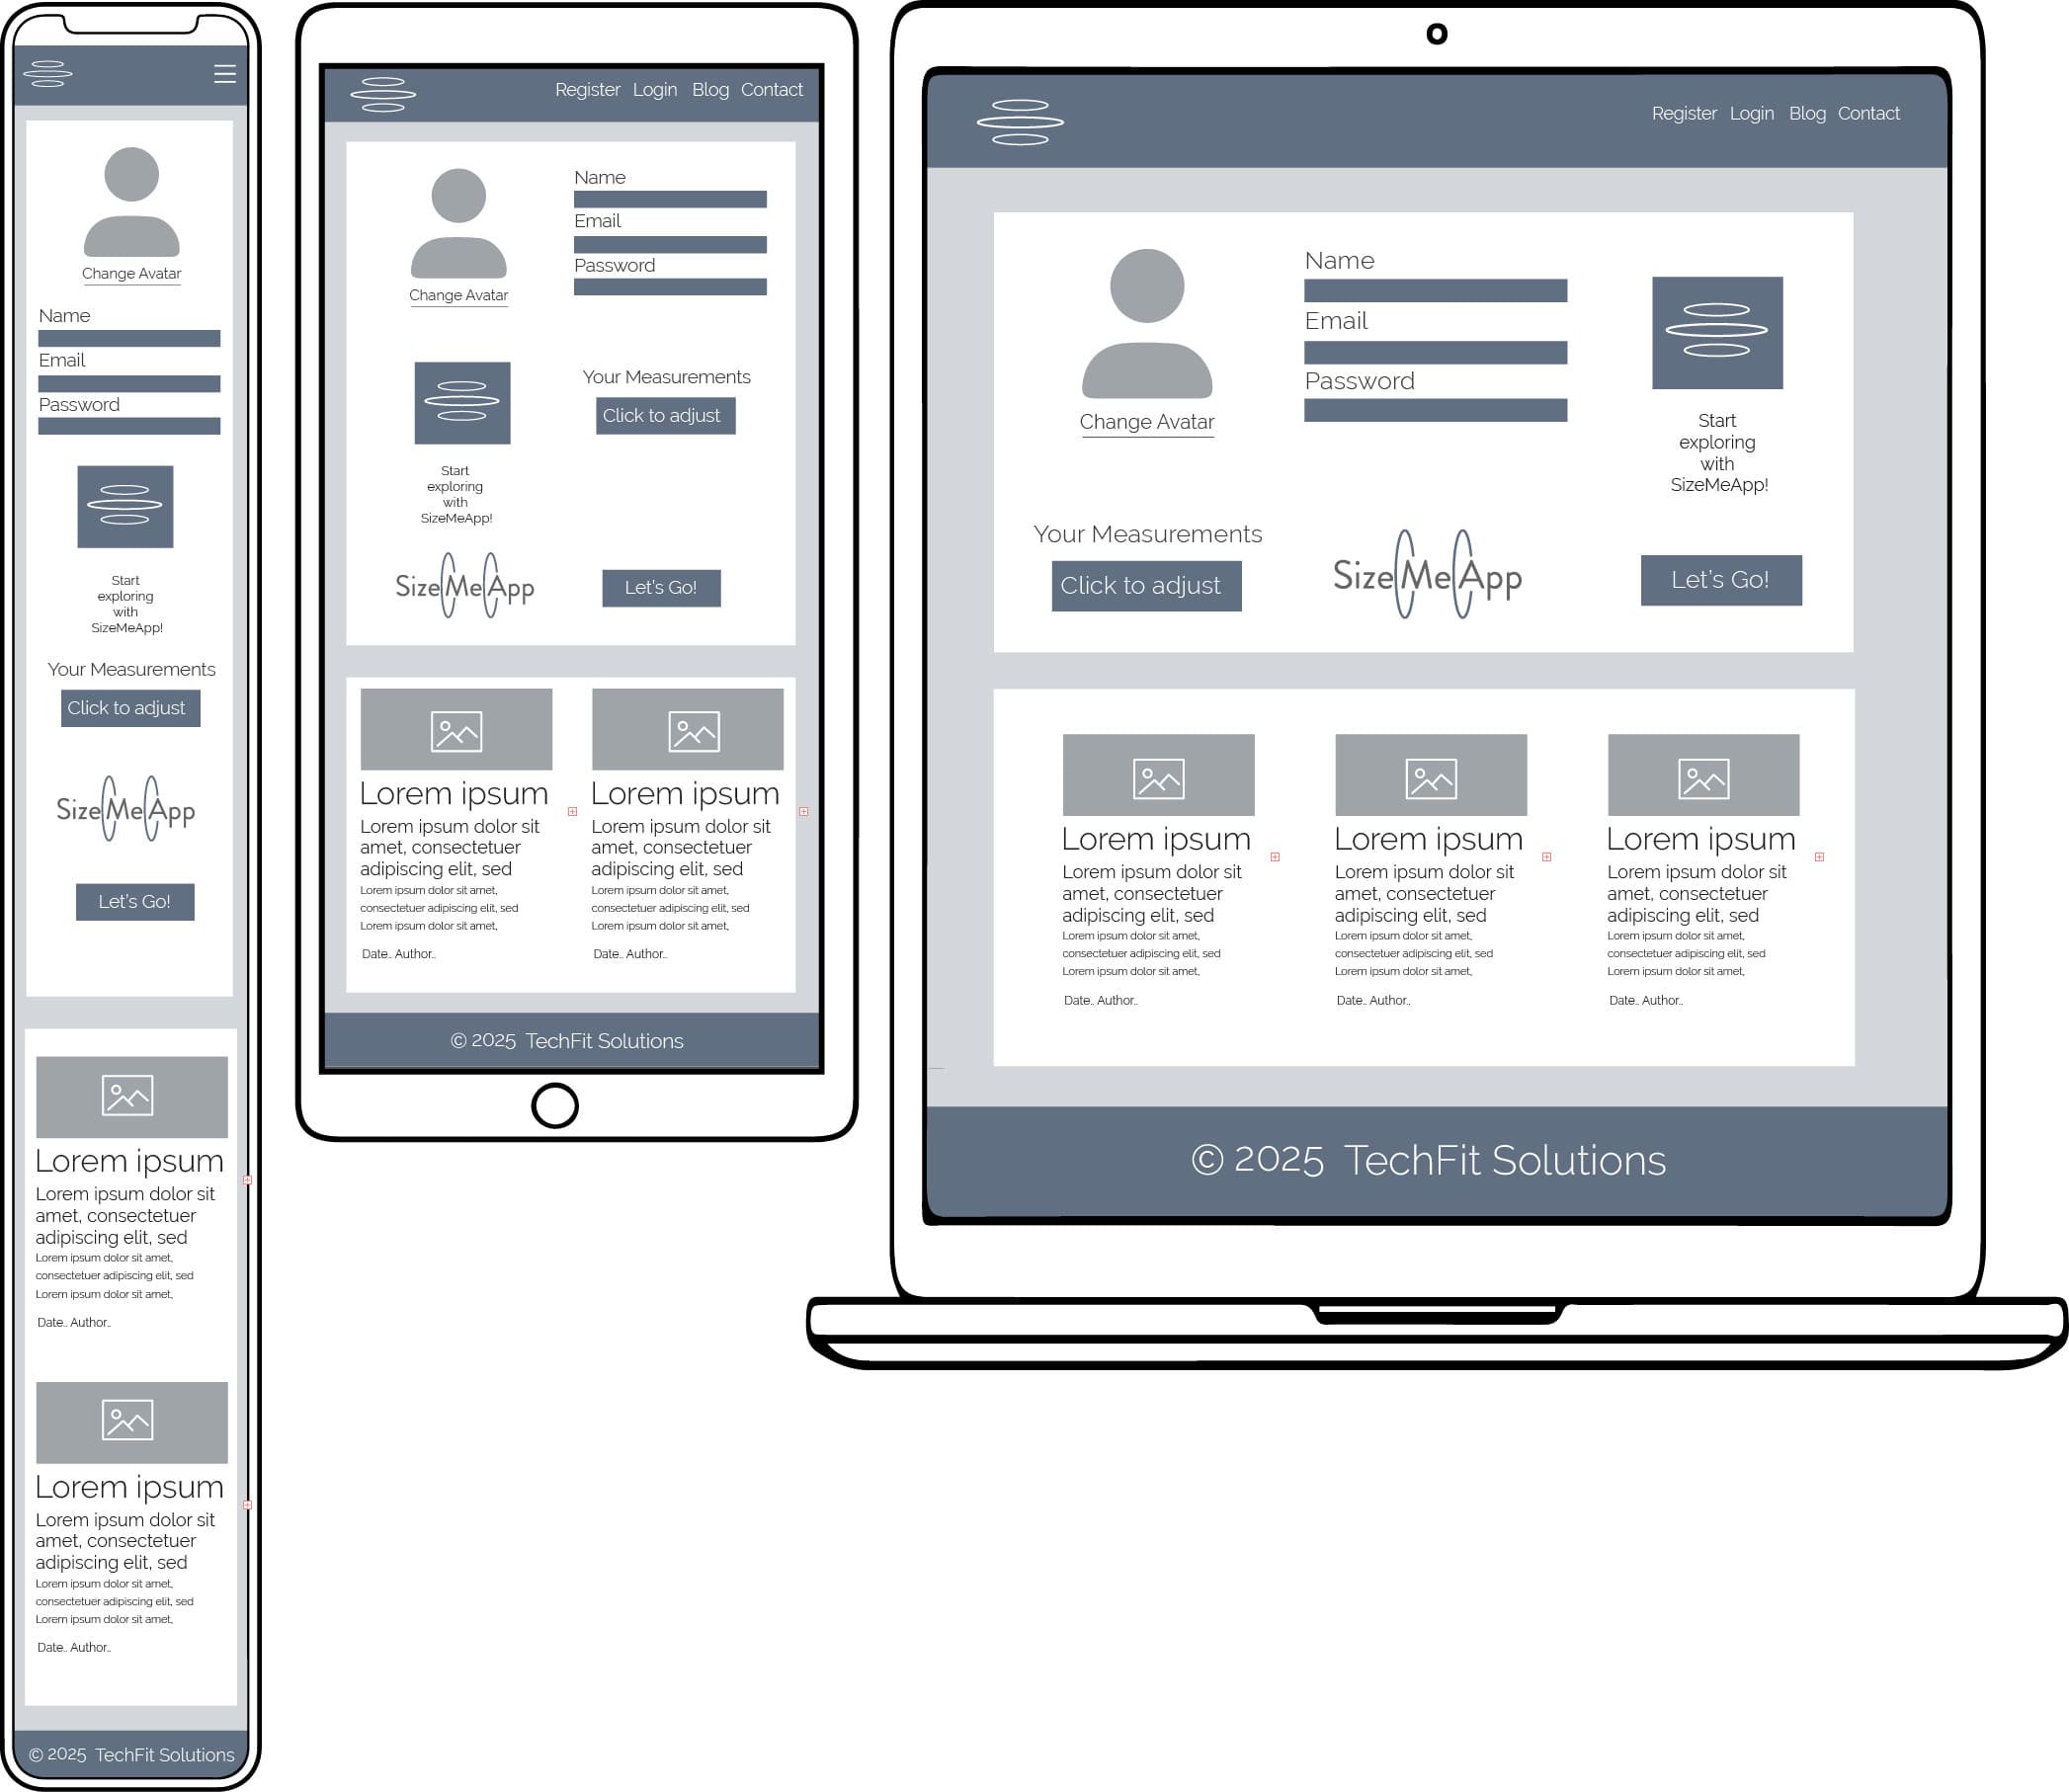 Change Avatar
Name
Email
Password
Start
exploring
with
SizeMeApp!
Your Measurements
Click to adjust
SizeMeApp
Let's Go!
Lorem ipsum
Lorem ipsum dolor sit
amet, consectetuer
adipiscing elit, sed
Lorem ipsum dolor sit amet,
consectetuer adipiscing elit, sed
Lorem ipsum dolor sit amet,
Date.. Author..
Lorem ipsum
Lorem ipsum dolor sit
amet, consectetuer
adipiscing elit, sed
Lorem ipsum dolor sit amet,
consectetuer adipiscing elit, sed
Lorem ipsum dolor sit amet,
Date.. Author..
© 2025 TechFit Solutions
Register Login Blog Contact
Change Avatar
Name
Email
Password
Start
exploring
with
SizeMeApp!
Your Measurements
Click to adjust
SizeMeApp
Let's Go!
Lorem ipsum
Lorem ipsum dolor sit
amet, consectetuer
adipiscing elit, sed
Lorem ipsum dolor sit amet,
consectetuer adipiscing elit, sed
Lorem ipsum dolor sit amet,
Date.. Author..
Lorem ipsum
Lorem ipsum dolor sit
amet, consectetuer
adipiscing elit, sed
Lorem ipsum dolor sit amet,
consectetuer adipiscing elit, sed
Lorem ipsum dolor sit amet,
Date.. Author..
© 2025 TechFit Solutions
Register Login Blog Contact
Change Avatar
Name
Email
Password
Start
exploring
with
SizeMeApp!
Your Measurements
Click to adjust
SizeMeApp
Let's Go!
Lorem ipsum
Lorem ipsum dolor sit
amet, consectetuer
adipiscing elit, sed
Lorem ipsum dolor sit amet,
consectetuer adipiscing elit, sed
Lorem ipsum dolor sit amet,
Date.. Author..
Lorem ipsum
Lorem ipsum dolor sit
amet, consectetuer
adipiscing elit, sed
Lorem ipsum dolor sit amet,
consectetuer adipiscing elit, sed
Lorem ipsum dolor sit amet,
Date.. Author..
Lorem ipsum
Lorem ipsum dolor sit
amet, consectetuer
adipiscing elit, sed
Lorem ipsum dolor sit amet,
consectetuer adipiscing elit, sed
Lorem ipsum dolor sit amet,
Date.. Author..
© 2025 TechFit Solutions